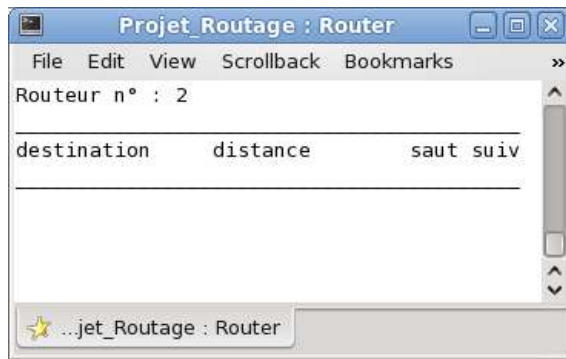 Projet_Routage : Router
File Edit View Scrollback Bookmarks »
Routeur n° : 2
destination distance saut suiv
...jet_Routage : Router